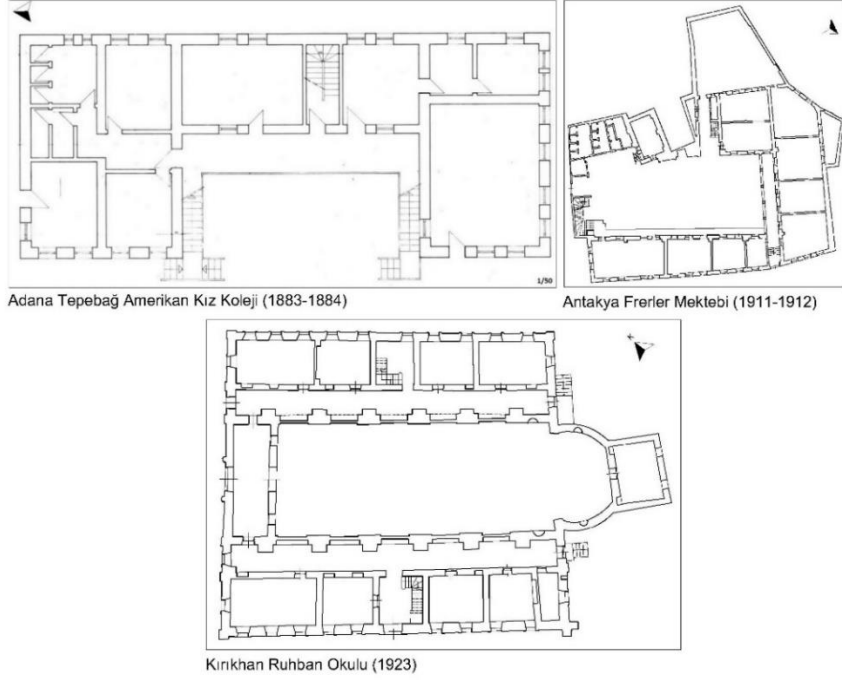 1/50
Adana Tepebağ Amerikan Kız Koleji (1883-1884)
Antakya Frerler Mektebi (1911-1912)
Kırıkhan Ruhban Okulu (1923)